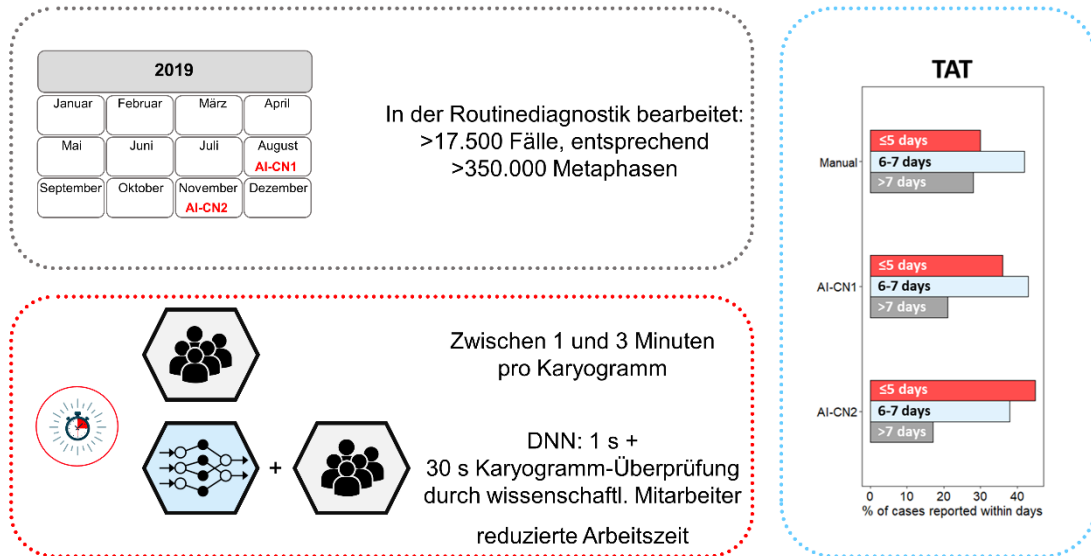 2019
Januar Februar März April
Mai Juni Juli August
AI-CN1
September Oktober November Dezember
AI-CN2
In der Routinediagnostik bearbeitet:
>17.500 Fälle, entsprechend
>350.000 Metaphasen
Zwischen 1 und 3 Minuten
pro Karyogramm
+
DNN: 1 s +
30 s Karyogramm-Überprüfung
durch wissenschaftl. Mitarbeiter
reduzierte Arbeitszeit
TAT
≤5 days
Manual 6-7 days
>7 days
≤5 days
AI-CN1 6-7 days
>7 days
≤5 days
AI-CN2 6-7 days
>7 days
0 10 20 30 40
% of cases reported within days